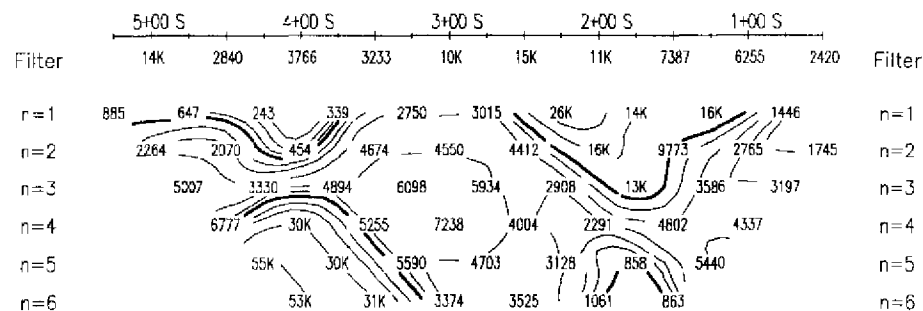 5+00 S 4+00 S 3+00 S 2+00 S 1+00 S
Filter 14K 2840 3766 3233 10K 15K 11K 7387 6255 2420 Filter
n=1 885 647 243 339 2750 3015 26K 14K 16K 1446 n=1
n=2 2264 2070 454 4674 4550 4412 16K 9773 2765 1745 n=2
n=3 5007 3330 4894 6098 5934 2908 13K 3586 3197 n=3
n=4 6777 30K 5255 7238 4004 2291 4802 4337 n=4
n=5 55K 30K 5590 4703 3128 858 5440 n=5
n=6 53K 31K 3374 3525 1061 863 n=6